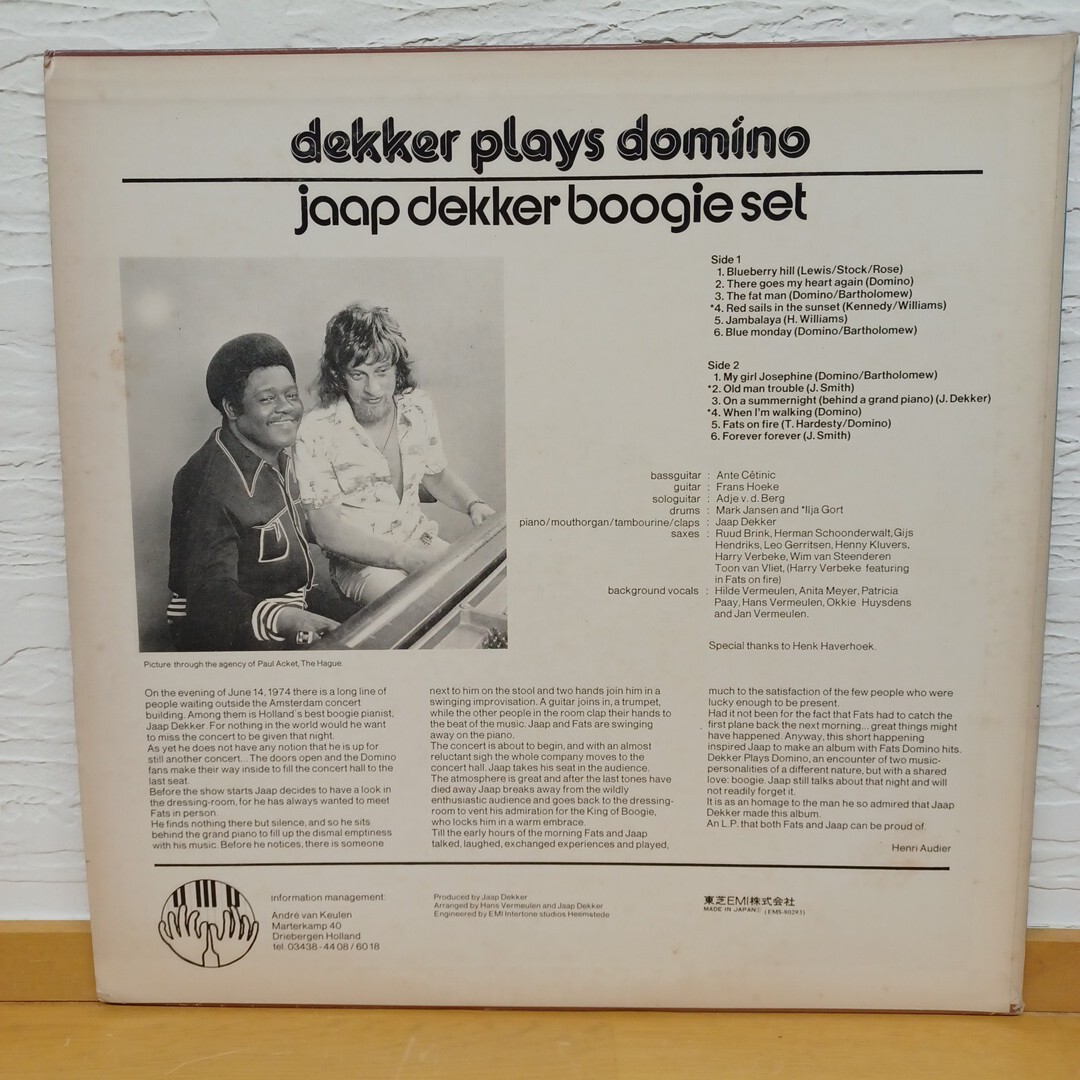 dekker plays domino
jaap dekker boogie set
Side 1
1. Blueberry hill (Lewis/Stock/Rose)
2. There goes my heart again (Domino)
3. The fat man (Domino/Bartholomew)
*4. Red sails in the sunset (Kennedy/Williams)
5. Jambalaya (H. Williams)
6. Blue monday (Domino/Bartholomew)
Side 2
1. My girl Josephine (Domino/Bartholomew)
*2. Old man trouble (J. Smith)
3. On a summernight (behind a grand piano) (J. Dekker)
*4. When I'm walking (Domino)
5. Fats on fire (T. Hardesty/Domino)
6. Forever forever (J. Smith)
bassguitar : Ante Cêtinic
guitar : Frans Hoeke
sologuitar : Adje v. d. Berg
drums : Mark Jansen and *Ilja Gort
piano/mouthorgan/tambourine/claps : Jaap Dekker
saxes : Ruud Brink, Herman Schoonderwalt, Gijs
Hendriks, Leo Gerritsen, Henny Kluvers,
Harry Verbeke, Wim van Steenderen
Toon van Vliet, (Harry Verbeke featuring
in Fats on fire)
background vocals : Hilde Vermeulen, Anita Meyer, Patricia
Paay, Hans Vermeulen, Okkie Huysdens
and Jan Vermeulen.
Special thanks to Henk Haverhoek.
Picture: through the agency of Paul Acket, The Hague.
On the evening of June 14, 1974 there is a long line of
people waiting outside the Amsterdam concert
building. Among them is Holland's best boogie pianist,
Jaap Dekker. For nothing in the world would he want
to miss the concert to be given that night.
As yet he does not have any notion that he is up for
still another concert... The doors open and the Domino
fans make their way inside to fill the concert hall to the
last seat.
Before the show starts Jaap decides to have a look in
the dressing-room, for he has always wanted to meet
Fats in person.
He finds nothing there but silence, and so he sits
behind the grand piano to fill up the dismal emptiness
with his music. Before he notices, there is someone
next to him on the stool and two hands join him in a
swinging improvisation. A guitar joins in, a trumpet,
while the other people in the room clap their hands to
the beat of the music. Jaap and Fats are swinging
away on the piano.
The concert is about to begin, and with an almost
reluctant sigh the whole company moves to the
concert hall. Jaap takes his seat in the audience.
The atmosphere is great and after the last tones have
died away Jaap breaks away from the wildly
enthusiastic audience and goes back to the dressing-
room to vent his admiration for the King of Boogie,
who locks him in a warm embrace.
Till the early hours of the morning Fats and Jaap
talked, laughed, exchanged experiences and played,
much to the satisfaction of the few people who were
lucky enough to be present.
Had it not been for the fact that Fats had to catch the
first plane back the next morning... great things might
have happened. Anyway, this short happening
inspired Jaap to make an album with Fats Domino hits.
Dekker Plays Domino, an encounter of two music-
personalities of a different nature, but with a shared
love: boogie. Jaap still talks about that night and will
not readily forget it.
It is as an homage to the man he so admired that Jaap
Dekker made this album.
An L.P. that both Fats and Jaap can be proud of.
Henri Audier
information management:
André van Keulen
Marterkamp 40
Driebergen Holland
tel. 03438-4408/6018
Produced by Jaap Dekker
Arranged by Hans Vermeulen and Jaap Dekker
Engineered by EMI Intertone studios Heemstede
東芝EMI株式会社
MADE IN JAPAN (EMS-80293)